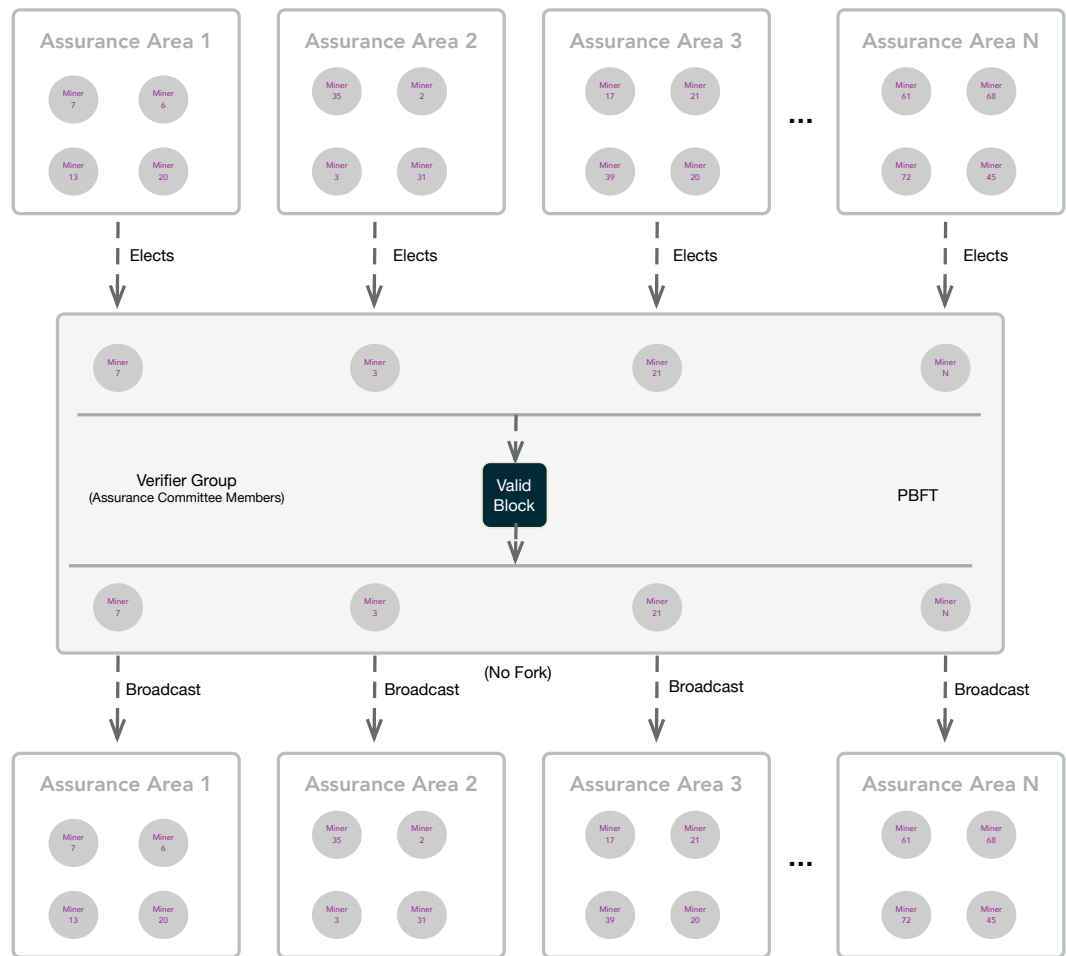 Assurance Area 1
Miner
7
Miner
6
Miner
13
Miner
20
Assurance Area 2
Miner
35
Miner
2
Miner
3
Miner
31
Assurance Area 3
Miner
17
Miner
21
Miner
39
Miner
20
...
Assurance Area N
Miner
61
Miner
68
Miner
72
Miner
45
Elects
Elects
Elects
Elects
Miner
7
Miner
3
Miner
21
Miner
N
Verifier Group
(Assurance Committee Members)
Valid
Block
PBFT
Miner
7
Miner
3
Miner
21
Miner
N
(No Fork)
Broadcast
Broadcast
Broadcast
Broadcast
Assurance Area 1
Miner
7
Miner
6
Miner
13
Miner
20
Assurance Area 2
Miner
35
Miner
2
Miner
3
Miner
31
Assurance Area 3
Miner
17
Miner
21
Miner
39
Miner
20
...
Assurance Area N
Miner
61
Miner
68
Miner
72
Miner
45